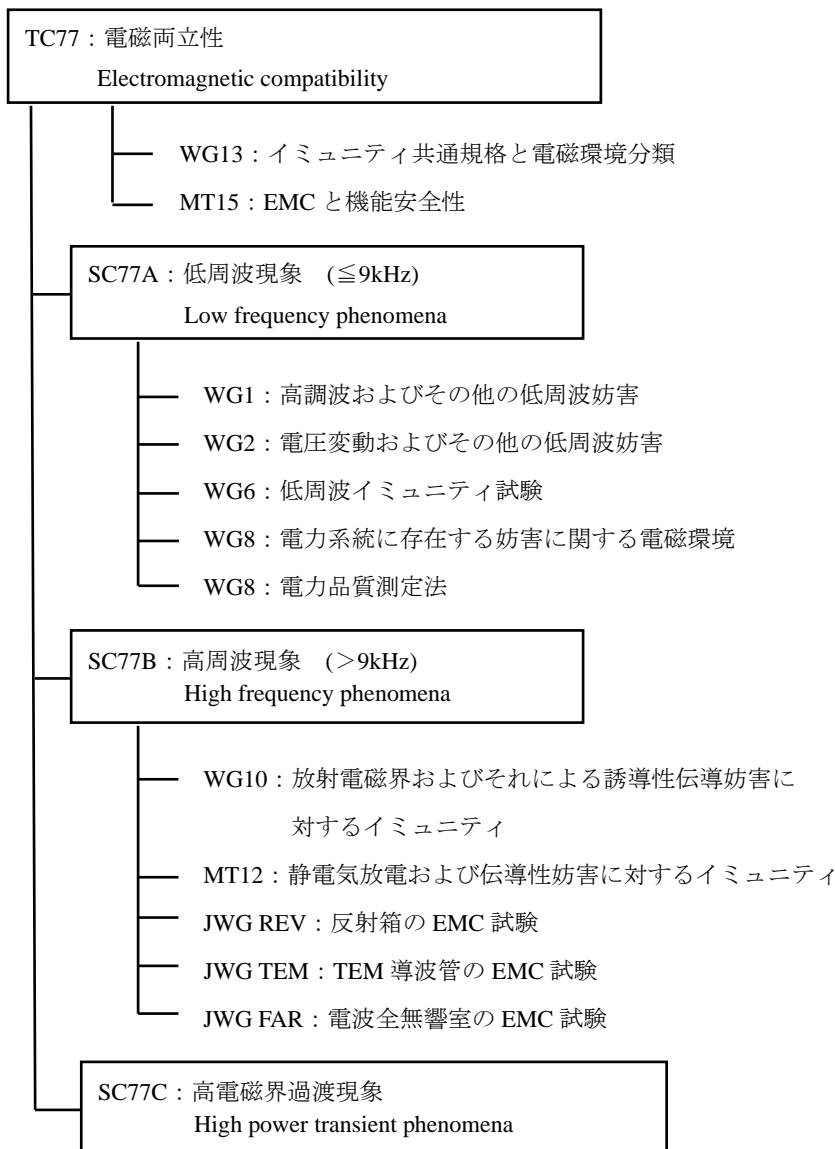 TC77：電磁両立性
Electromagnetic compatibility
WG13：イミュニティ共通規格と電磁環境分類
MT15：EMC と機能安全性
SC77A：低周波現象　(≦9kHz)
Low frequency phenomena
WG1：高調波およびその他の低周波妨害
WG2：電圧変動およびその他の低周波妨害
WG6：低周波イミュニティ試験
WG8：電力系統に存在する妨害に関する電磁環境
WG8：電力品質測定法
SC77B：高周波現象　(＞9kHz)
High frequency phenomena
WG10：放射電磁界およびそれによる誘導性伝導妨害に
対するイミュニティ
MT12：静電気放電および伝導性妨害に対するイミュニティ
JWG REV：反射箱の EMC 試験
JWG TEM：TEM 導波管の EMC 試験
JWG FAR：電波全無響室の EMC 試験
SC77C：高電磁界過渡現象
High power transient phenomena